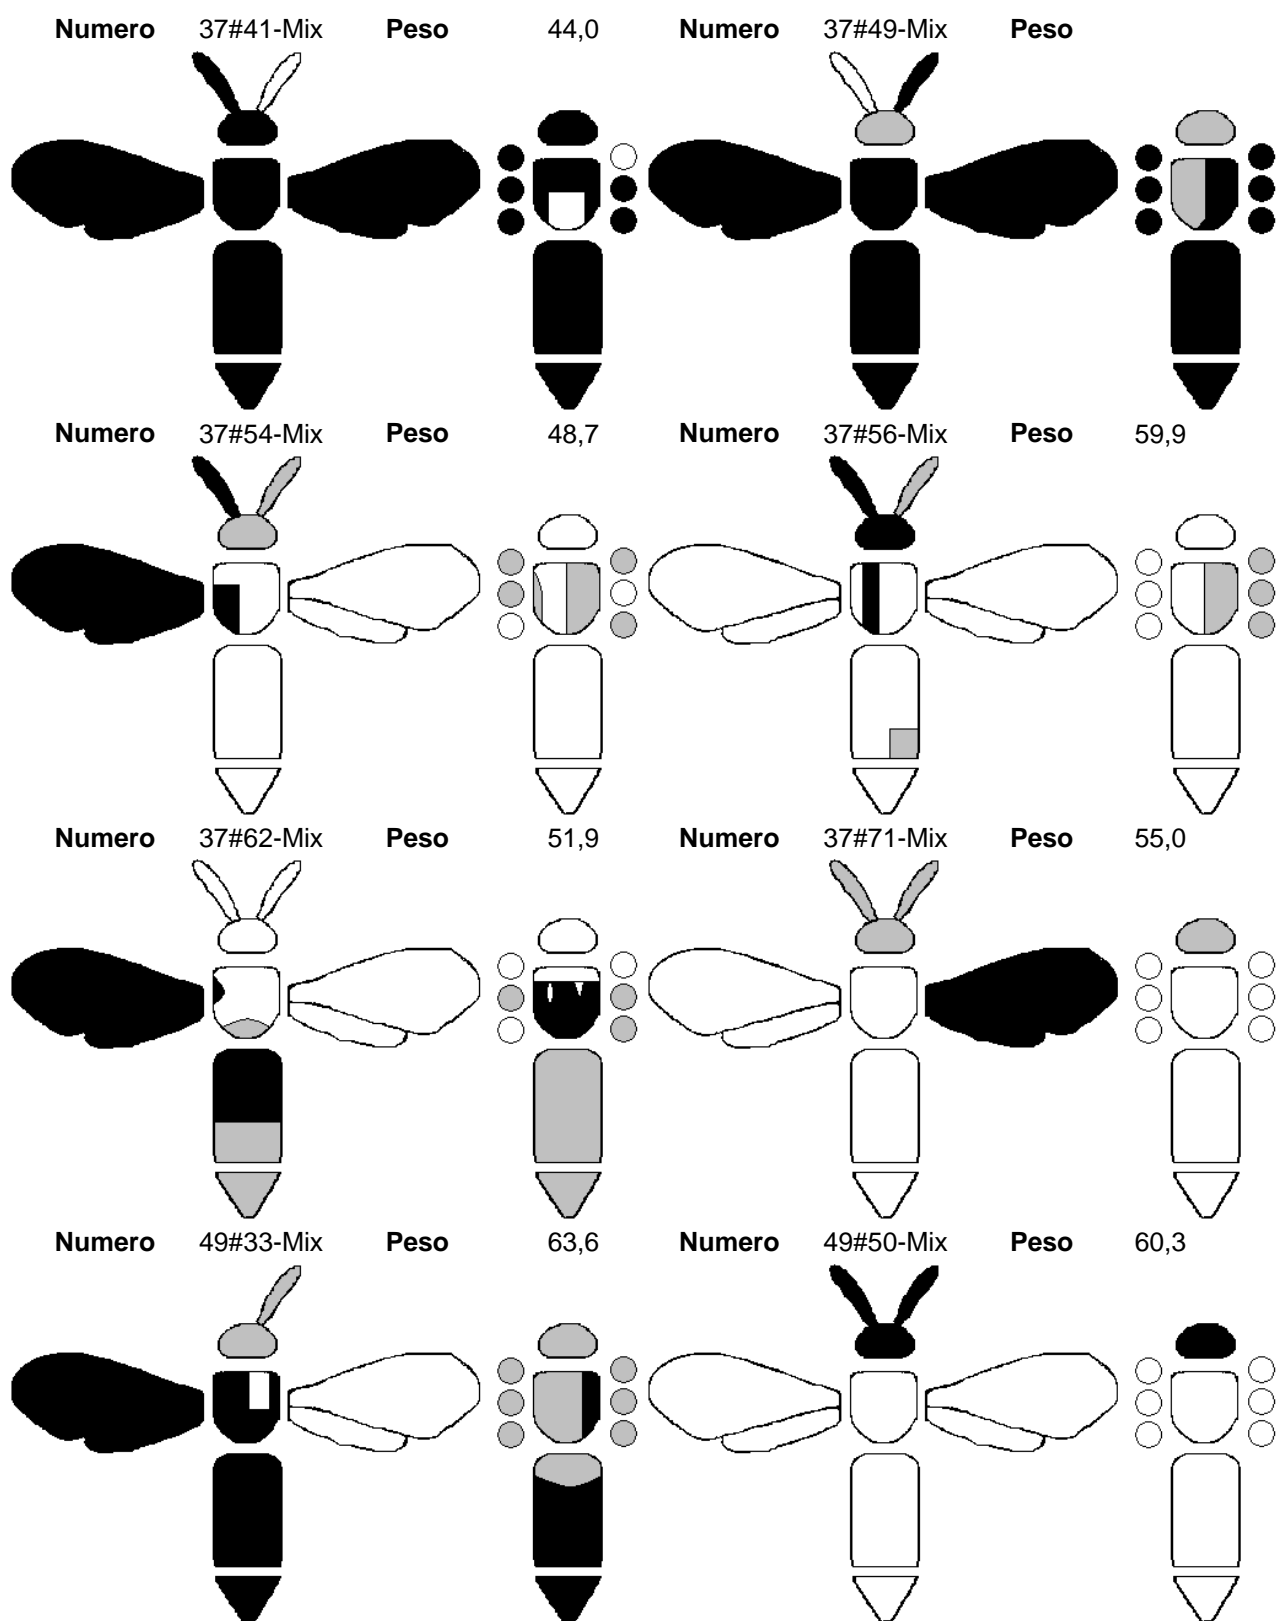 Numero 37#41-Mix Peso 44,0 Numero 37#49-Mix Peso
Numero 37#54-Mix Peso 48,7 Numero 37#56-Mix Peso 59,9
Numero 37#62-Mix Peso 51,9 Numero 37#71-Mix Peso 55,0
Numero 49#33-Mix Peso 63,6 Numero 49#50-Mix Peso 60,3